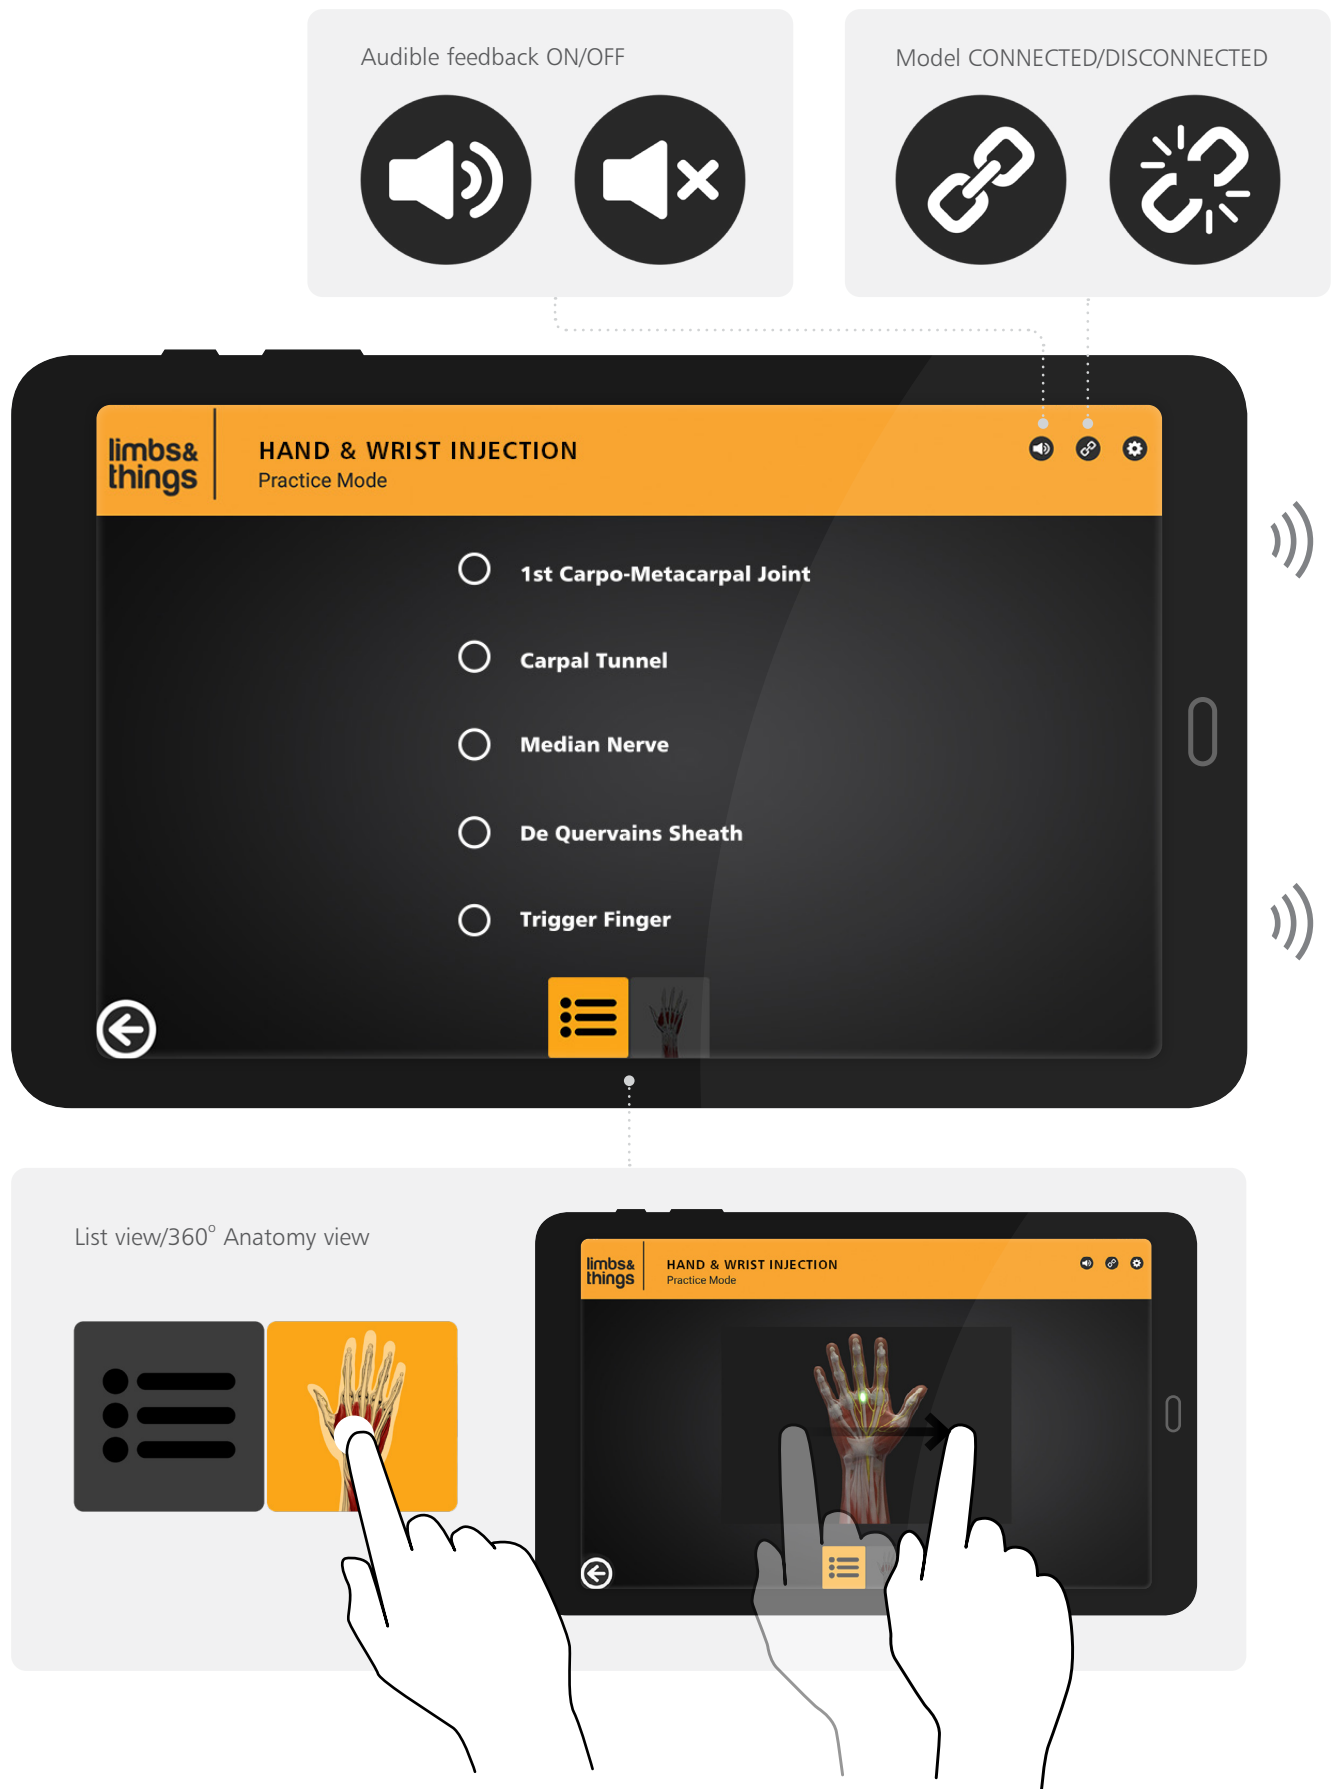 Audible feedback ON/OFF
Model CONNECTED/DISCONNECTED
limbs&
things
HAND & WRIST INJECTION
Practice Mode
1st Carpo-Metacarpal Joint
Carpal Tunnel
Median Nerve
De Quervains Sheath
Trigger Finger
List view/360° Anatomy view
limbs&
things
HAND & WRIST INJECTION
Practice Mode